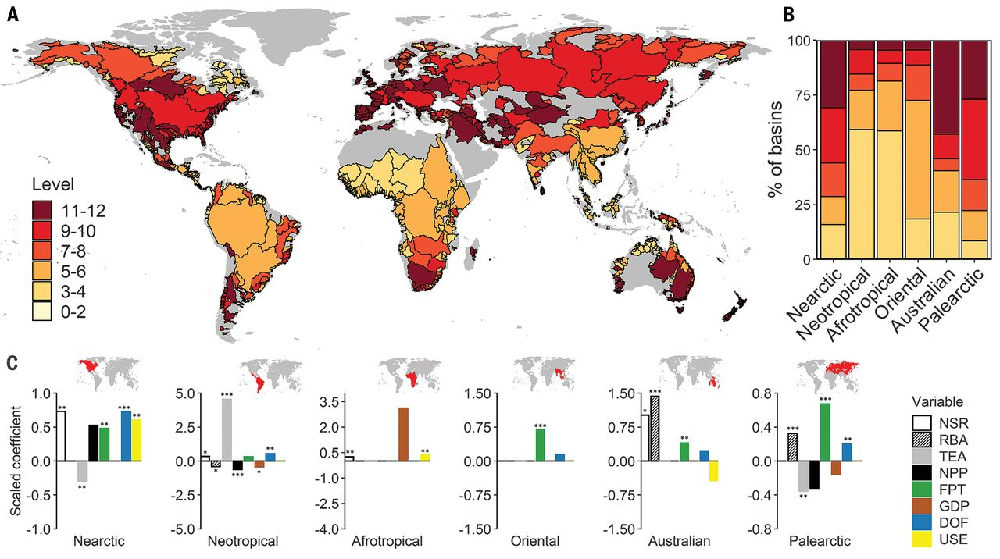 A
Level
11-12
9-10
7-8
5-6
3-4
0-2
B
% of basins
100
75
50
25
0
Nearctic
Neotropical
Afrotropical
Oriental
Australian
Palearctic
C
Scaled coefficient
1.0
0.5
0.0
-0.5
-1.0
**
**
**
***
**
Nearctic
5.0
2.5
0.0
-2.5
-5.0
*
*
***
***
*
**
Neotropical
3.5
2.0
0.5
-1.0
-2.5
-4.0
**
**
Afrotropical
1.50
0.75
0.00
-0.75
-1.50
***
Oriental
1.50
0.75
0.00
-0.75
-1.50
*
***
**
Australian
0.8
0.4
0.0
-0.4
-0.8
***
**
***
**
Palearctic
Variable
NSR
RBA
TEA
NPP
FPT
GDP
DOF
USE